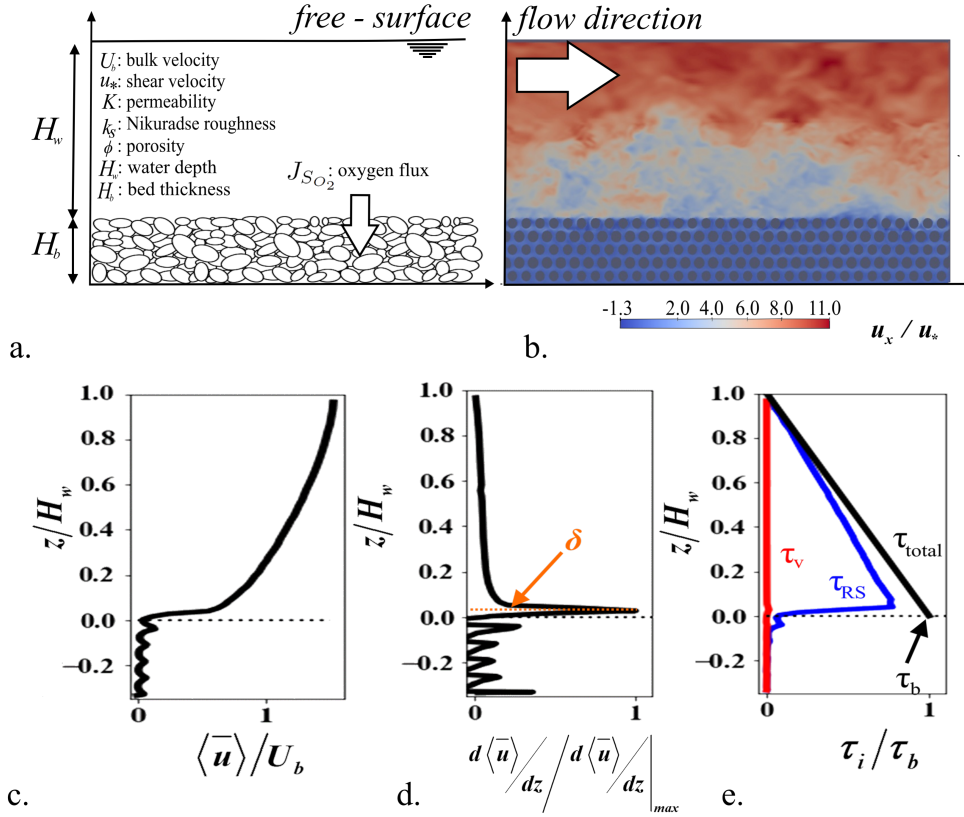 free - surface
U_b: bulk velocity
u_*: shear velocity
K: permeability
k_s: Nikuradse roughness
ϕ: porosity
H_w: water depth
H_b: bed thickness
J_{S_{O_2}}: oxygen flux
H_w
H_b
a.
flow direction
-1.3 2.0 4.0 6.0 8.0 11.0
u_x / u_*
b.
1.0
0.8
0.6
0.4
0.2
0.0
−0.2
z/H_w
0 1
⟨u̅⟩/U_b
c.
1.0
0.8
0.6
0.4
0.2
0.0
−0.2
z/H_w
δ
0 1
d⟨u̅⟩/dz / d⟨u̅⟩/dz|_max
d.
1.0
0.8
0.6
0.4
0.2
0.0
−0.2
z/H_w
τ_v
τ_RS
τ_total
τ_b
0 1
τ_i/τ_b
e.